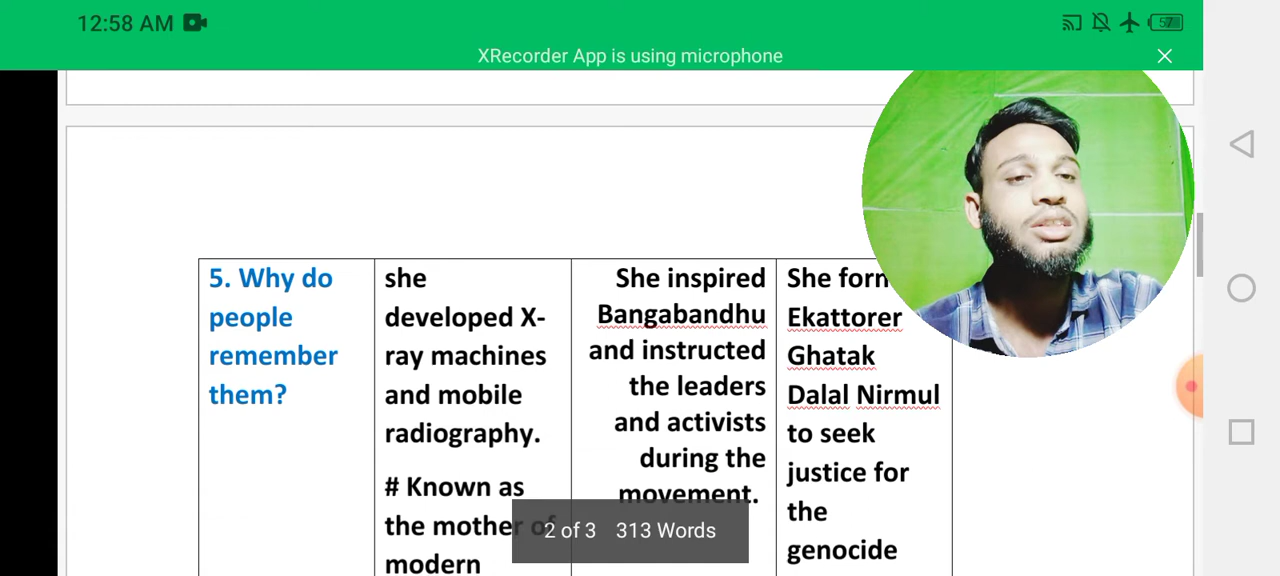 12:58 AM
57
XRecorder App is using microphone
5. Why do
people
remember
them?
she
developed X-
ray machines
and mobile
radiography.
# Known as
the mother of
modern
She inspired
Bangabandhu
and instructed
the leaders
and activists
during the
movement.
She
Ekattorer
Ghatak
Dalal Nirmul
to seek
justice for
the
genocide
2 of 3 313 Words